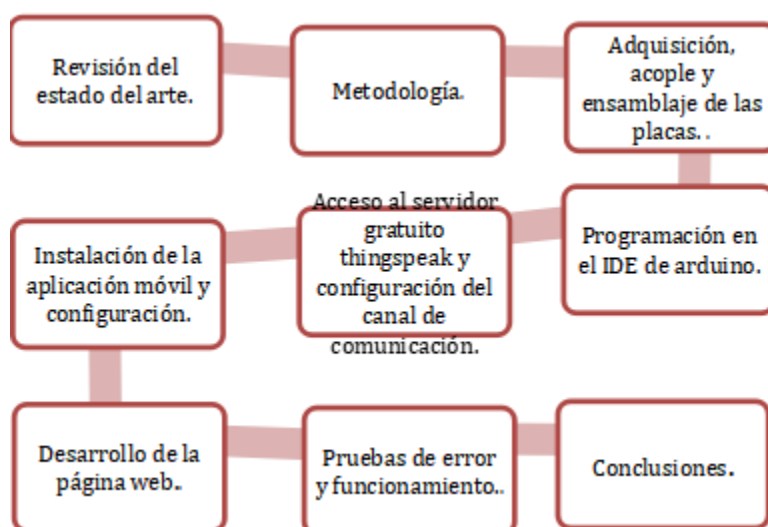 Revisión del
estado del arte.
Metodología.
Adquisición,
acople y
ensamblaje de las
placas. .
Programación en
el IDE de arduino.
Acceso al servidor
gratuito
thingspeak y
configuración del
canal de
comunicación.
Instalación de la
aplicación móvil y
configuración.
Desarrollo de la
página web..
Pruebas de error
y funcionamiento..
Conclusiones.